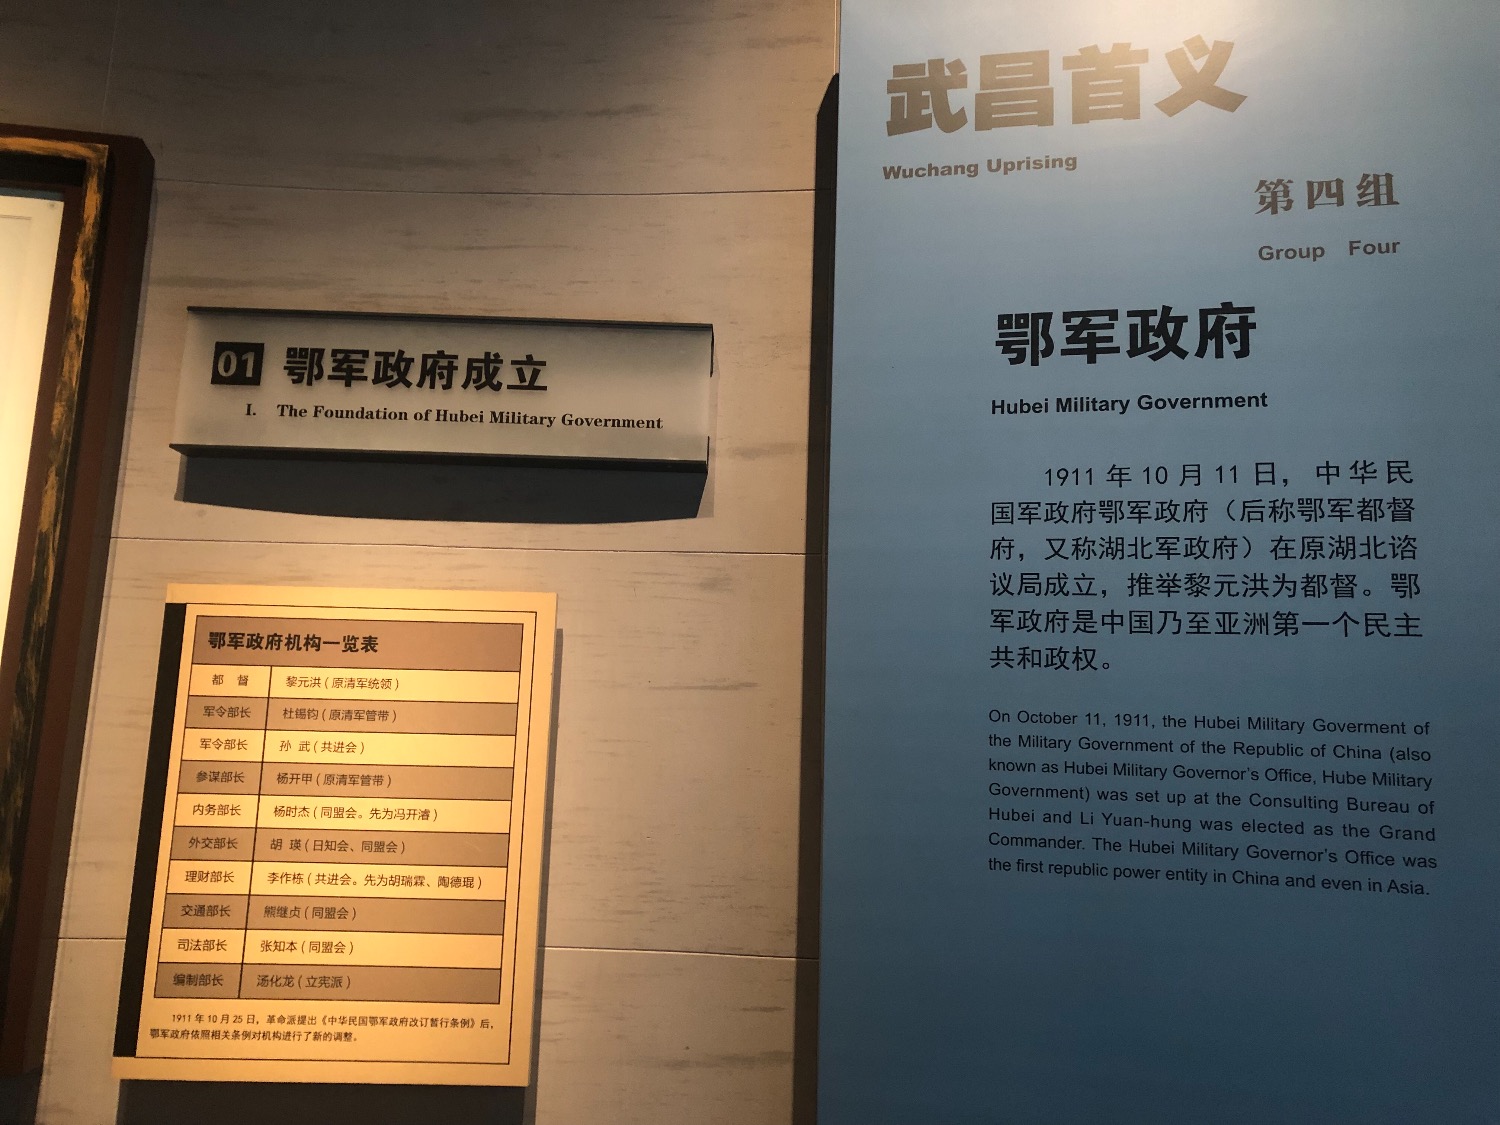 武昌首义
Wuchang Uprising
第四组
Group Four
鄂军政府
Hubei Military Government
1911年10月11日，中华民
国军政府鄂军政府（后称鄂军都督
府，又称湖北军政府）在原湖北谘
议局成立，推举黎元洪为都督。鄂
军政府是中国乃至亚洲第一个民主
共和政权。
On October 11, 1911, the Hubei Military Goverment of
the Military Government of the Republic of China (also
known as Hubei Military Governor's Office, Hube Military
Government) was set up at the Consulting Bureau of
Hubei and Li Yuan-hung was elected as the Grand
Commander. The Hubei Military Governor's Office was
the first republic power entity in China and even in Asia.
01 鄂军政府成立
I. The Foundation of Hubei Military Government
鄂军政府机构一览表
都 督 黎元洪（原清军统领）
军令部长 杜锡钧（原清军管带）
军令部长 孙 武（共进会）
参谋部长 杨开甲（原清军管带）
内务部长 杨时杰（同盟会。先为冯开濬）
外交部长 胡 瑛（日知会、同盟会）
理财部长 李作栋（共进会。先为胡瑞霖、陶德琨）
交通部长 熊继贞（同盟会）
司法部长 张知本（同盟会）
编制部长 汤化龙（立宪派）
1911年10月25日，革命派提出《中华民国鄂军政府改订暂行条例》后，
鄂军政府依照相关条例对机构进行了新的调整。